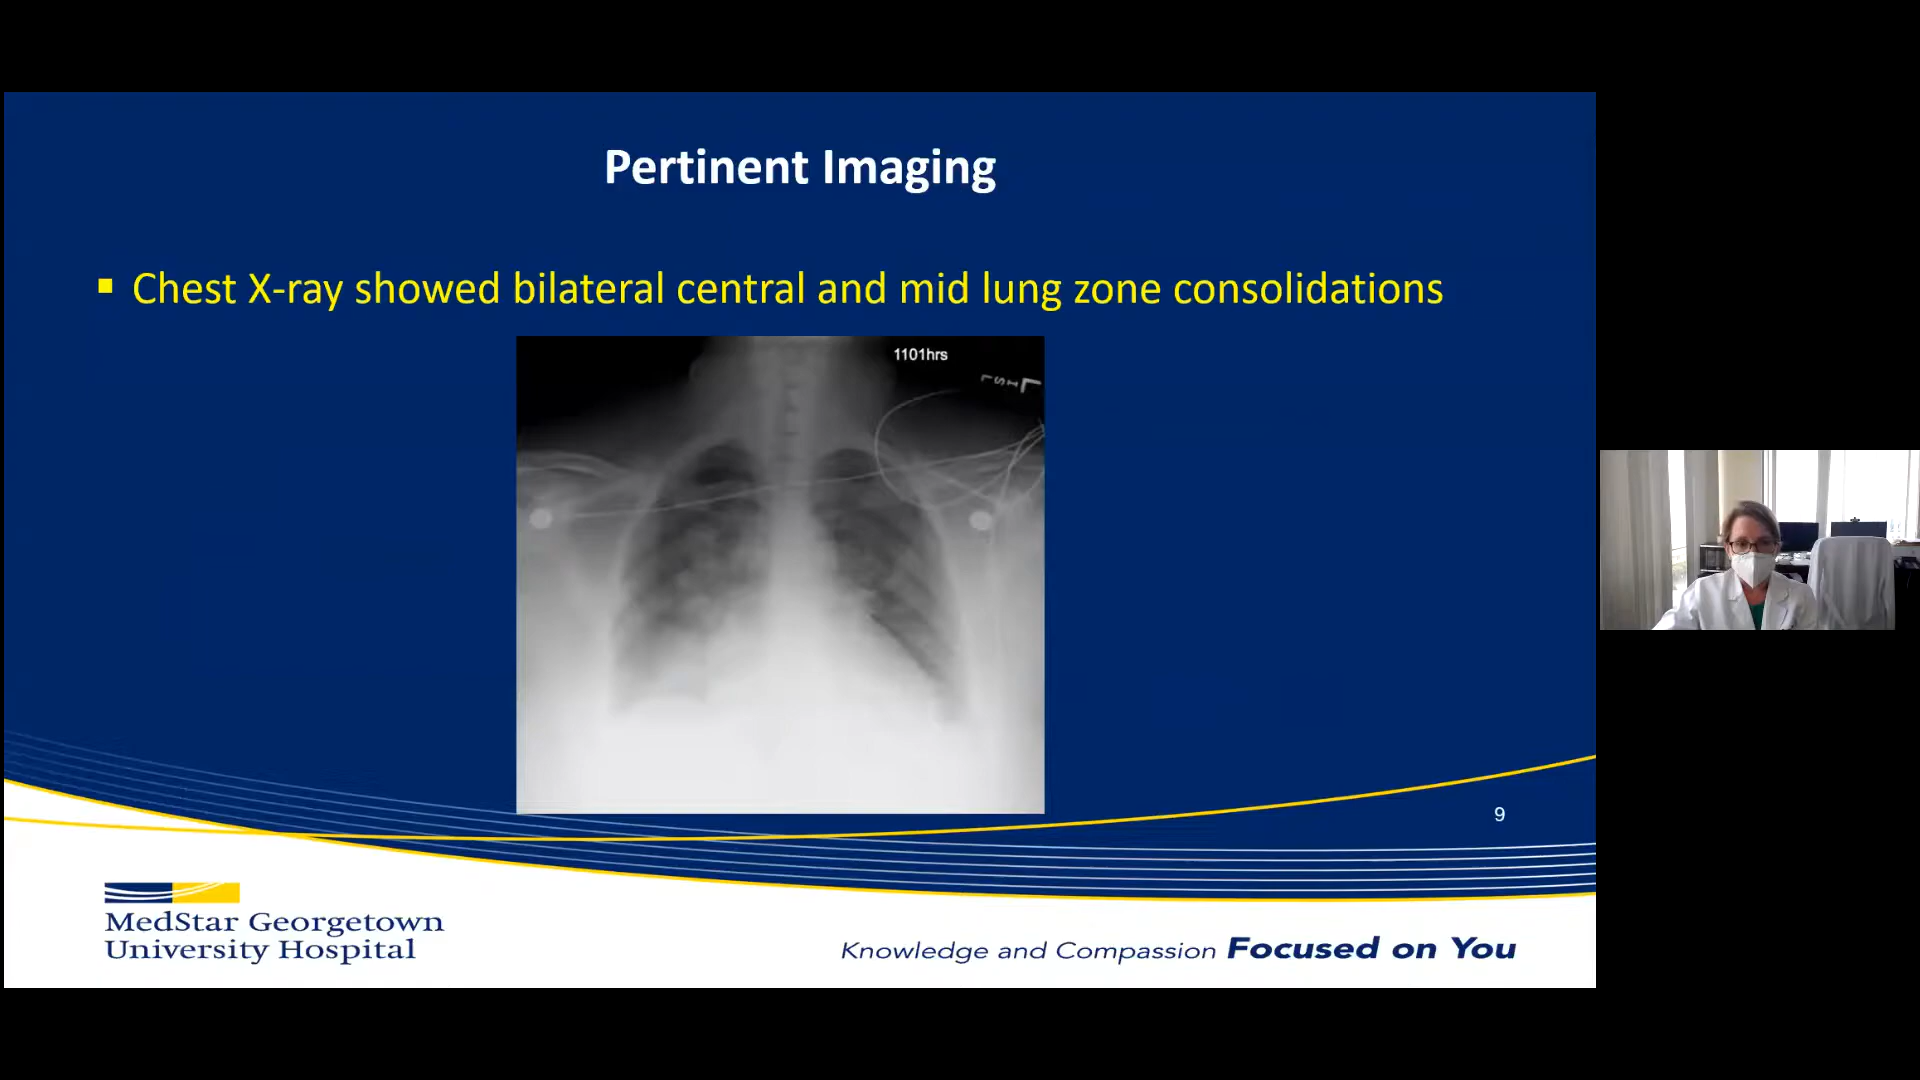 Pertinent Imaging
▪ Chest X-ray showed bilateral central and mid lung zone consolidations
1101hrs
L
9
MedStar Georgetown
University Hospital
Knowledge and Compassion Focused on You